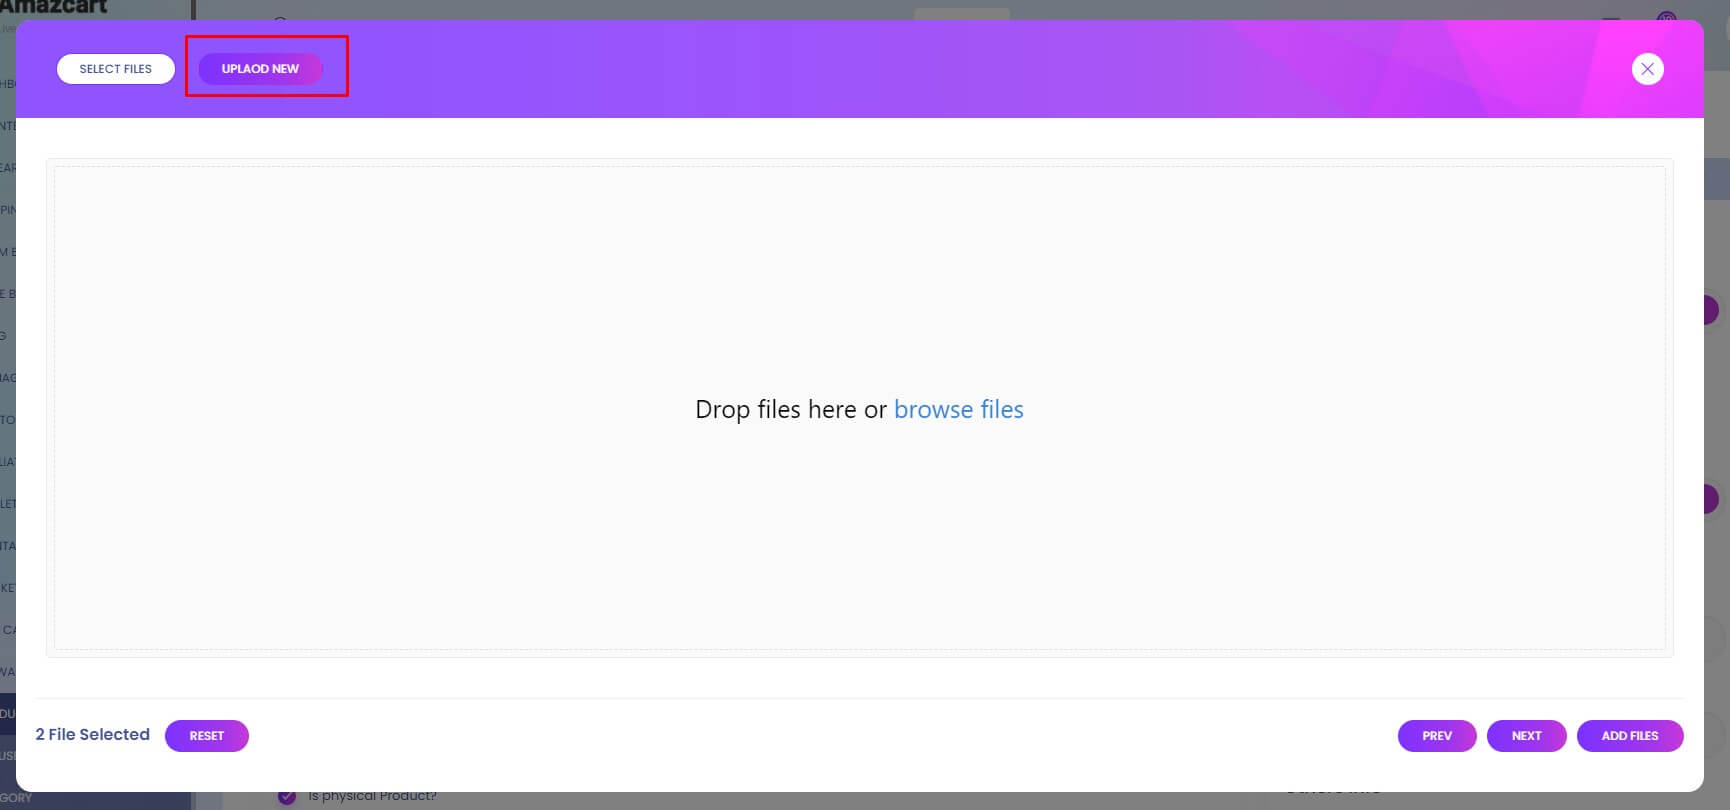 Amazcart
SELECT FILES
UPLAOD NEW
Drop files here or browse files
2 File Selected
RESET
PREV
NEXT
ADD FILES
Is physical Product?